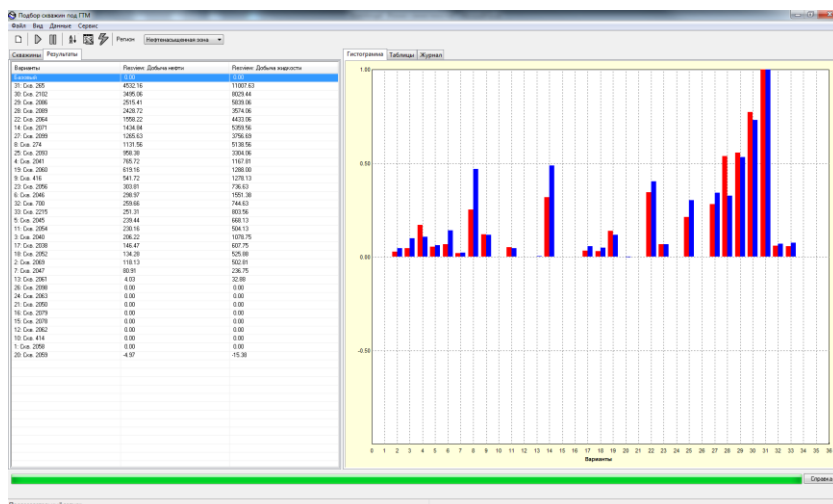 Подбор скважин под ГТМ
Файл Вид Данные Сервис
Регион Нефтенасыщенная зона
Скважины Результаты
Гистограмма Таблицы Журнал
Варианты Flexview: Добыча нефти Flexview: Добыча жидкости
Базовый 0.00 0.00
31: Скв. 265 4532.16 11007.63
30: Скв. 2102 3495.06 8029.44
29: Скв. 2086 2515.41 5839.06
28: Скв. 2089 2428.72 3574.06
22: Скв. 2064 1558.22 4433.06
14: Скв. 2071 1434.84 5359.56
27: Скв. 2099 1265.63 3756.69
8: Скв. 274 1131.56 5138.56
25: Скв. 2093 958.38 3304.06
4: Скв. 2041 765.72 1167.81
19: Скв. 2060 619.16 1288.00
9: Скв. 416 541.72 1278.13
23: Скв. 2056 303.81 736.63
6: Скв. 2046 298.97 1551.38
32: Скв. 700 259.66 744.63
33: Скв. 2215 251.31 803.56
5: Скв. 2045 239.44 668.13
11: Скв. 2054 230.16 504.13
3: Скв. 2040 206.22 1078.75
17: Скв. 2038 146.47 607.75
18: Скв. 2052 134.28 525.88
2: Скв. 2069 118.13 502.81
7: Скв. 2047 80.91 236.75
13: Скв. 2061 4.03 32.88
26: Скв. 2098 0.00 0.00
24: Скв. 2063 0.00 0.00
21: Скв. 2050 0.00 0.00
16: Скв. 2079 0.00 0.00
15: Скв. 2078 0.00 0.00
12: Скв. 2062 0.00 0.00
10: Скв. 414 0.00 0.00
1: Скв. 2058 0.00 0.00
20: Скв. 2059 -4.97 -15.38
1.00
0.50
0.00
-0.50
0 1 2 3 4 5 6 7 8 9 10 11 12 13 14 15 16 17 18 19 20 21 22 23 24 25 26 27 28 29 30 31 32 33 34 35 36
Варианты
Справка